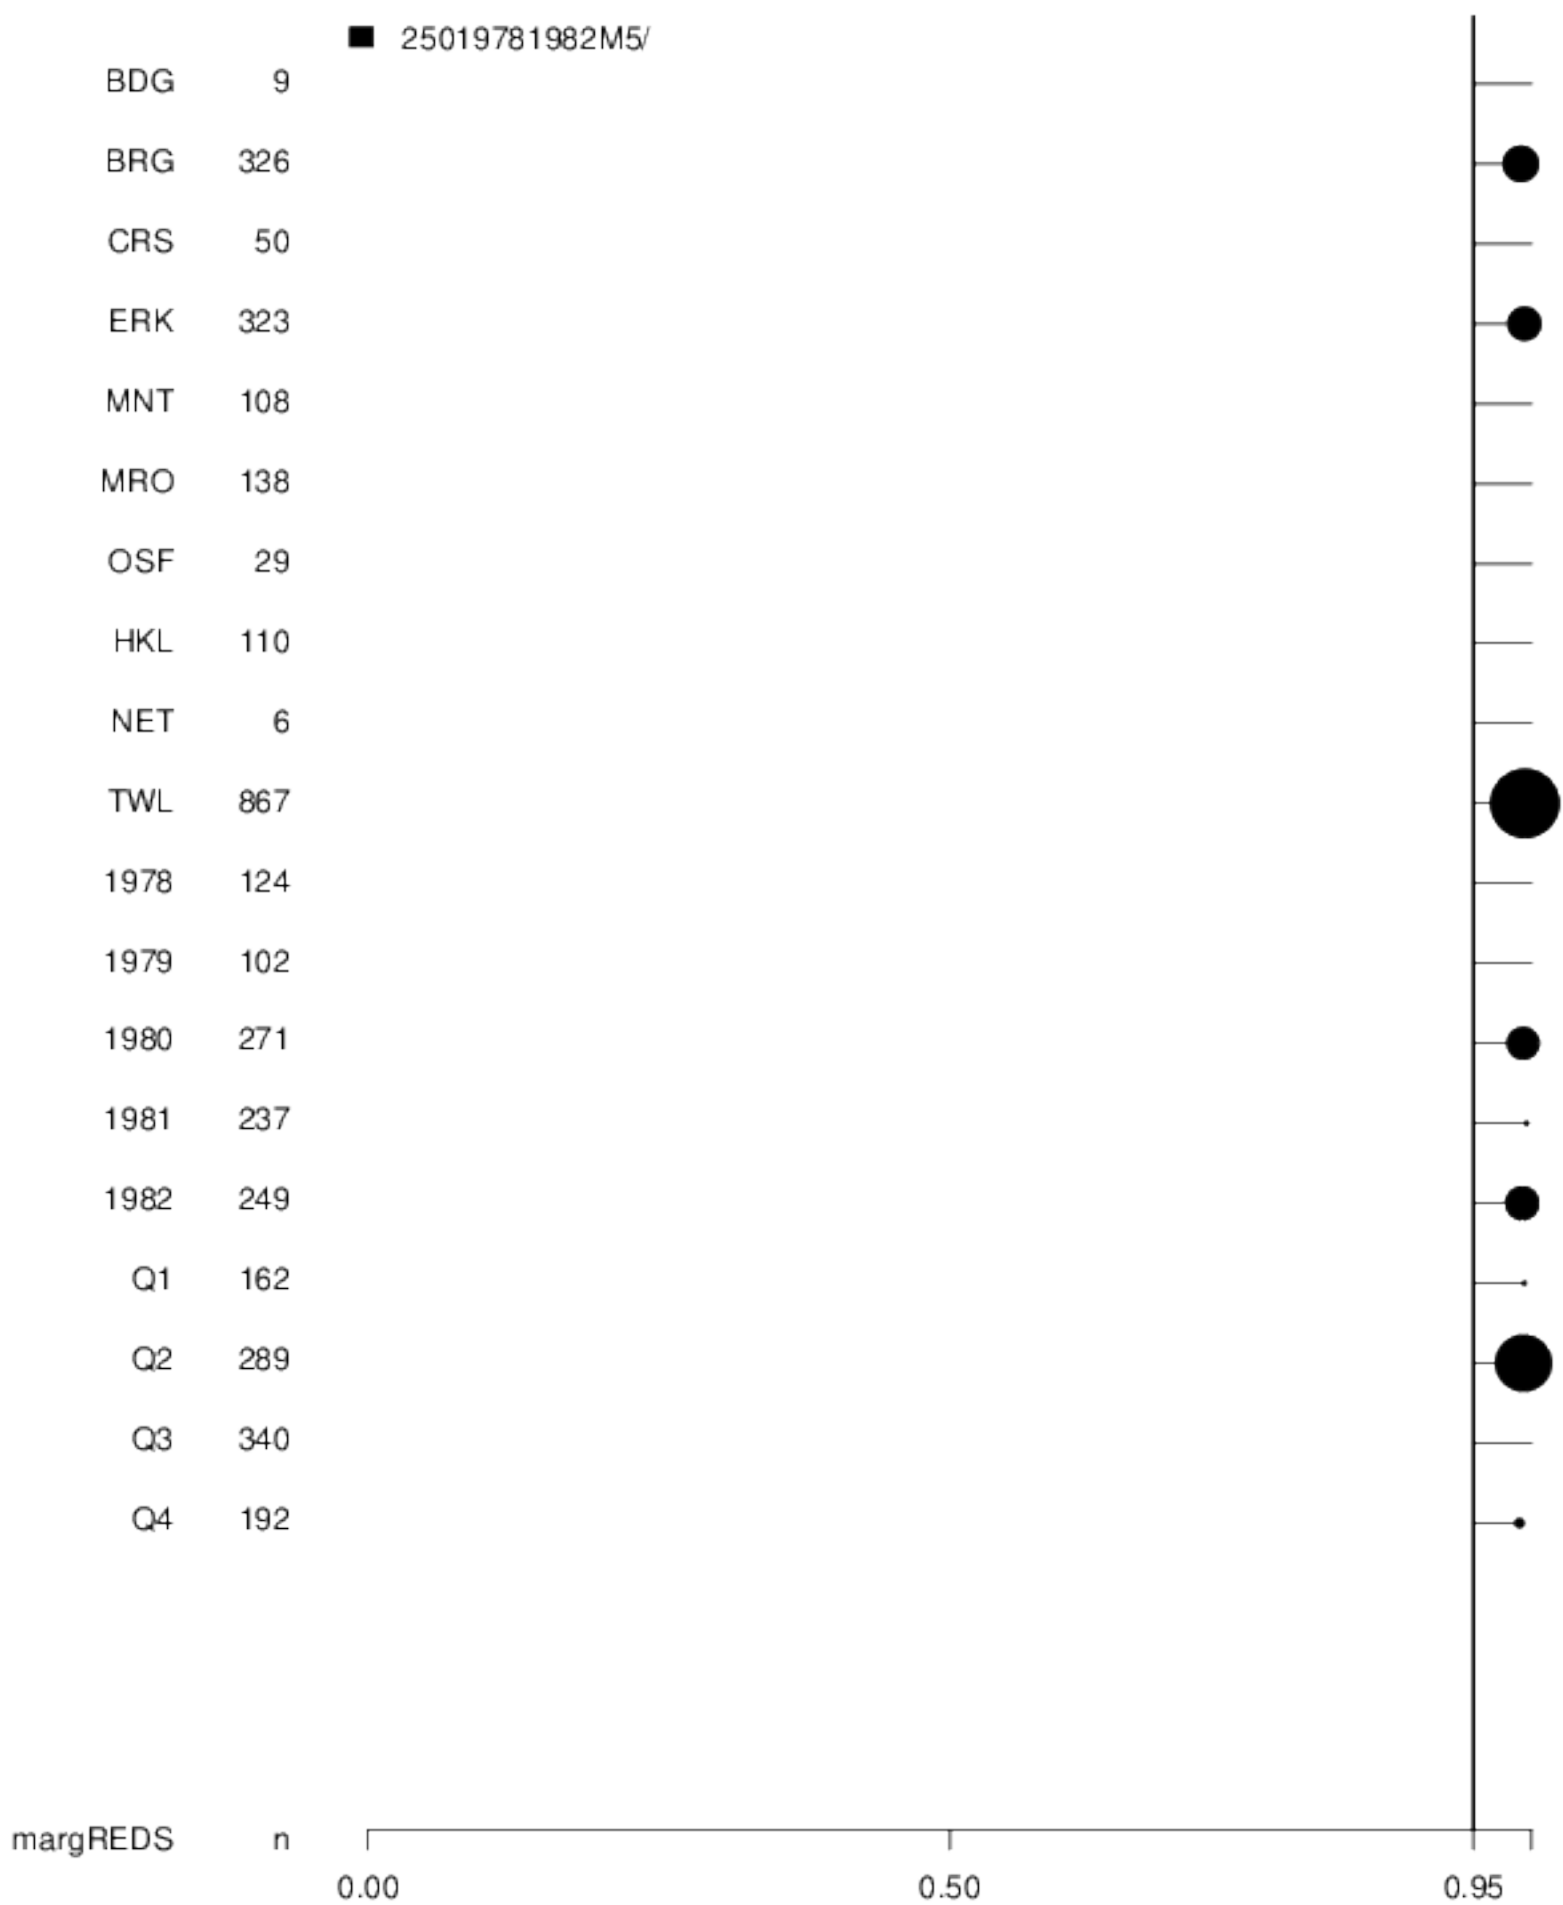 25019781982M5/
BDG 9
BRG 326
CRS 50
ERK 323
MNT 108
MRO 138
OSF 29
HKL 110
NET 6
TWL 867
1978 124
1979 102
1980 271
1981 237
1982 249
Q1 162
Q2 289
Q3 340
Q4 192
margREDS n
0.00 0.50 0.95